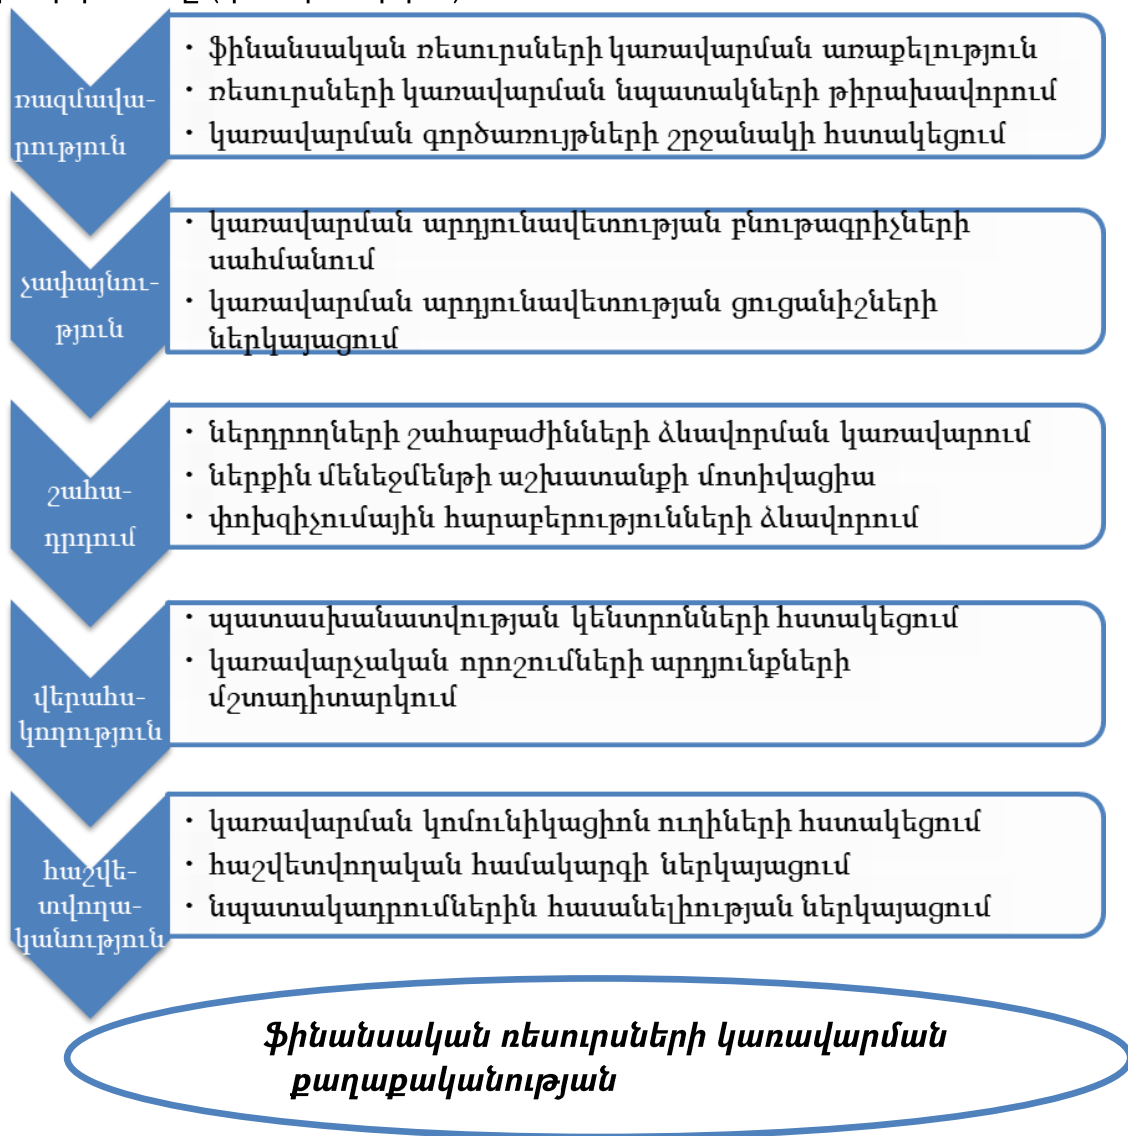 ռազմավա-
րություն
• ֆինանսական ռեսուրսների կառավարման առաքելություն
• ռեսուրսների կառավարման նպատակների թիրախավորում
• կառավարման գործառույթների շրջանակի հստակեցում
չափայնու-
թյուն
• կառավարման արդյունավետության բնութագրիչների
սահմանում
• կառավարման արդյունավետության ցուցանիշների
ներկայացում
շահա-
դրդում
• ներդրողների շահաբաժինների ձևավորման կառավարում
• ներքին մենեջմենթի աշխատանքի մոտիվացիա
• փոխզիչումային հարաբերությունների ձևավորում
վերահս-
կողություն
• պատասխանատվության կենտրոնների հստակեցում
• կառավարչական որոշումների արդյունքների
մշտադիտարկում
հաշվե-
տվողա-
կանություն
• կառավարման կոմունիկացիոն ուղիների հստակեցում
• հաշվետվողական համակարգի ներկայացում
• նպատակադրումներին հասանելիության ներկայացում
ֆինանսական ռեսուրսների կառավարման
քաղաքականության